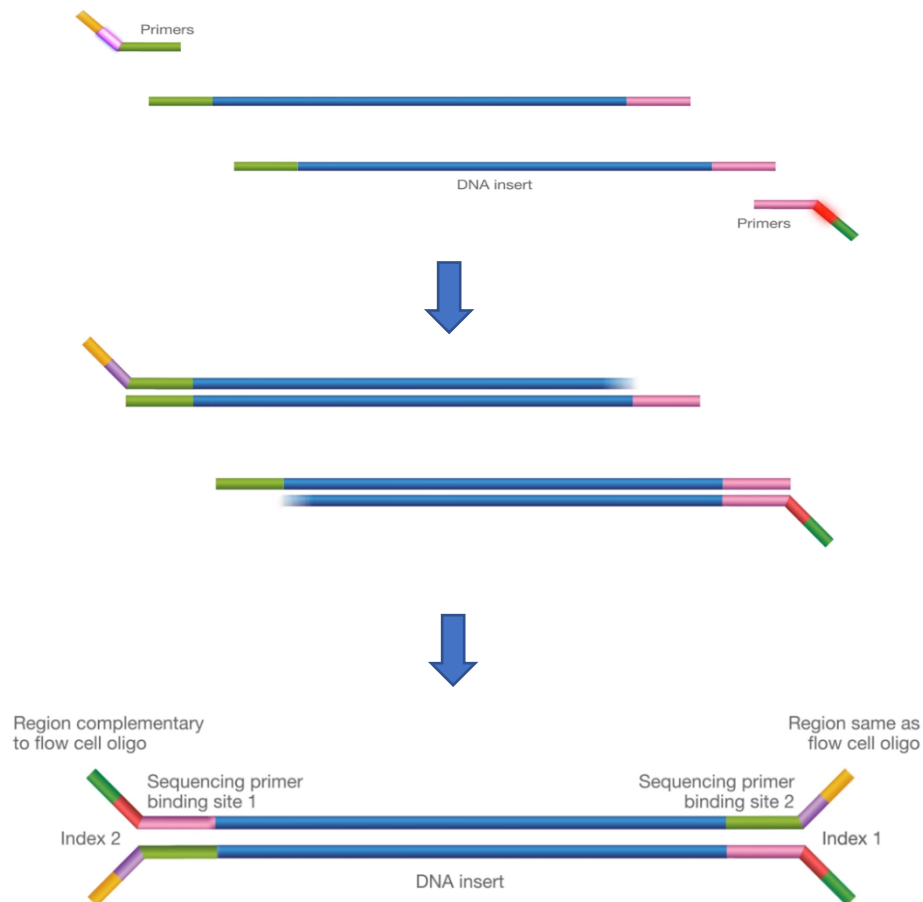 Primers
DNA insert
Primers
Region complementary
to flow cell oligo
Region same as
flow cell oligo
Sequencing primer
binding site 1
Sequencing primer
binding site 2
Index 2
Index 1
DNA insert